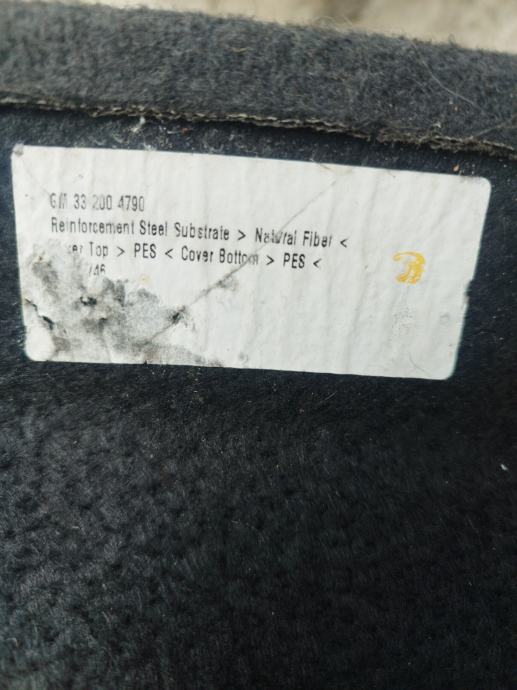 GM 33 200 4790
Reinforcement Steel Substrate > Natural Fiber <
Top > PES < Cover Bottom > PES <